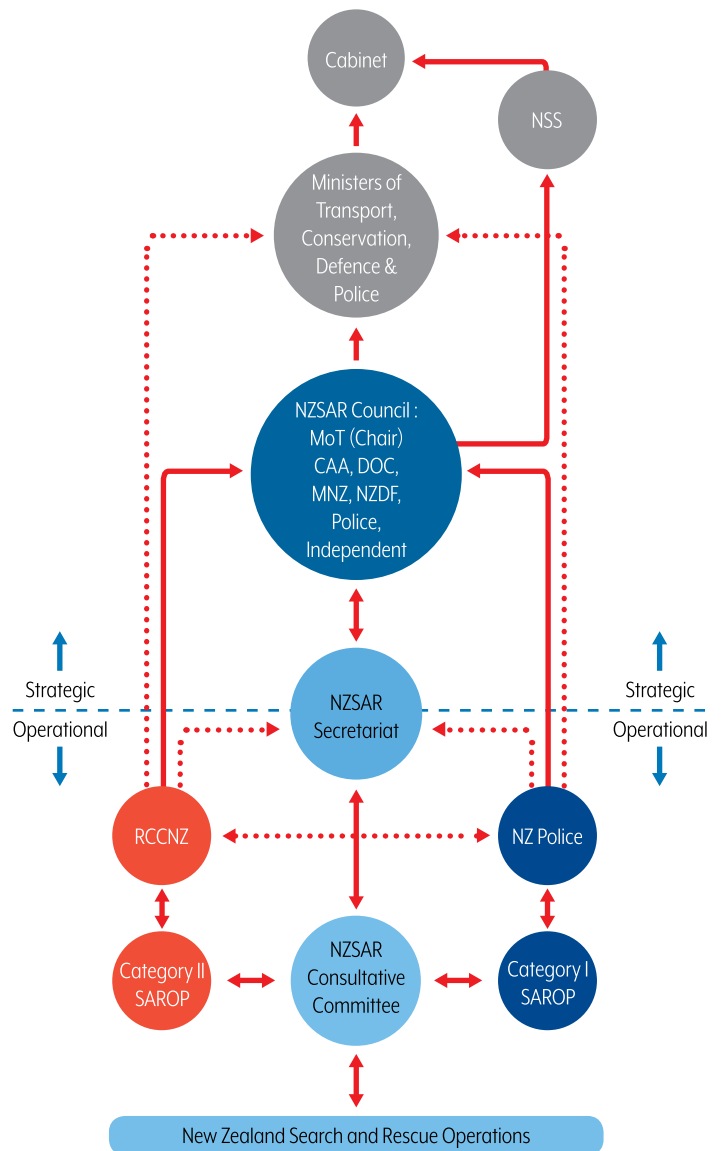 Cabinet
NSS
Ministers of
Transport,
Conservation,
Defence &
Police
NZSAR Council :
MoT (Chair)
CAA, DOC,
MNZ, NZDF,
Police,
Independent
Strategic
Strategic
NZSAR
Secretariat
Operational
Operational
RCCNZ
NZ Police
Category II
SAROP
NZSAR
Consultative
Committee
Category I
SAROP
New Zealand Search and Rescue Operations